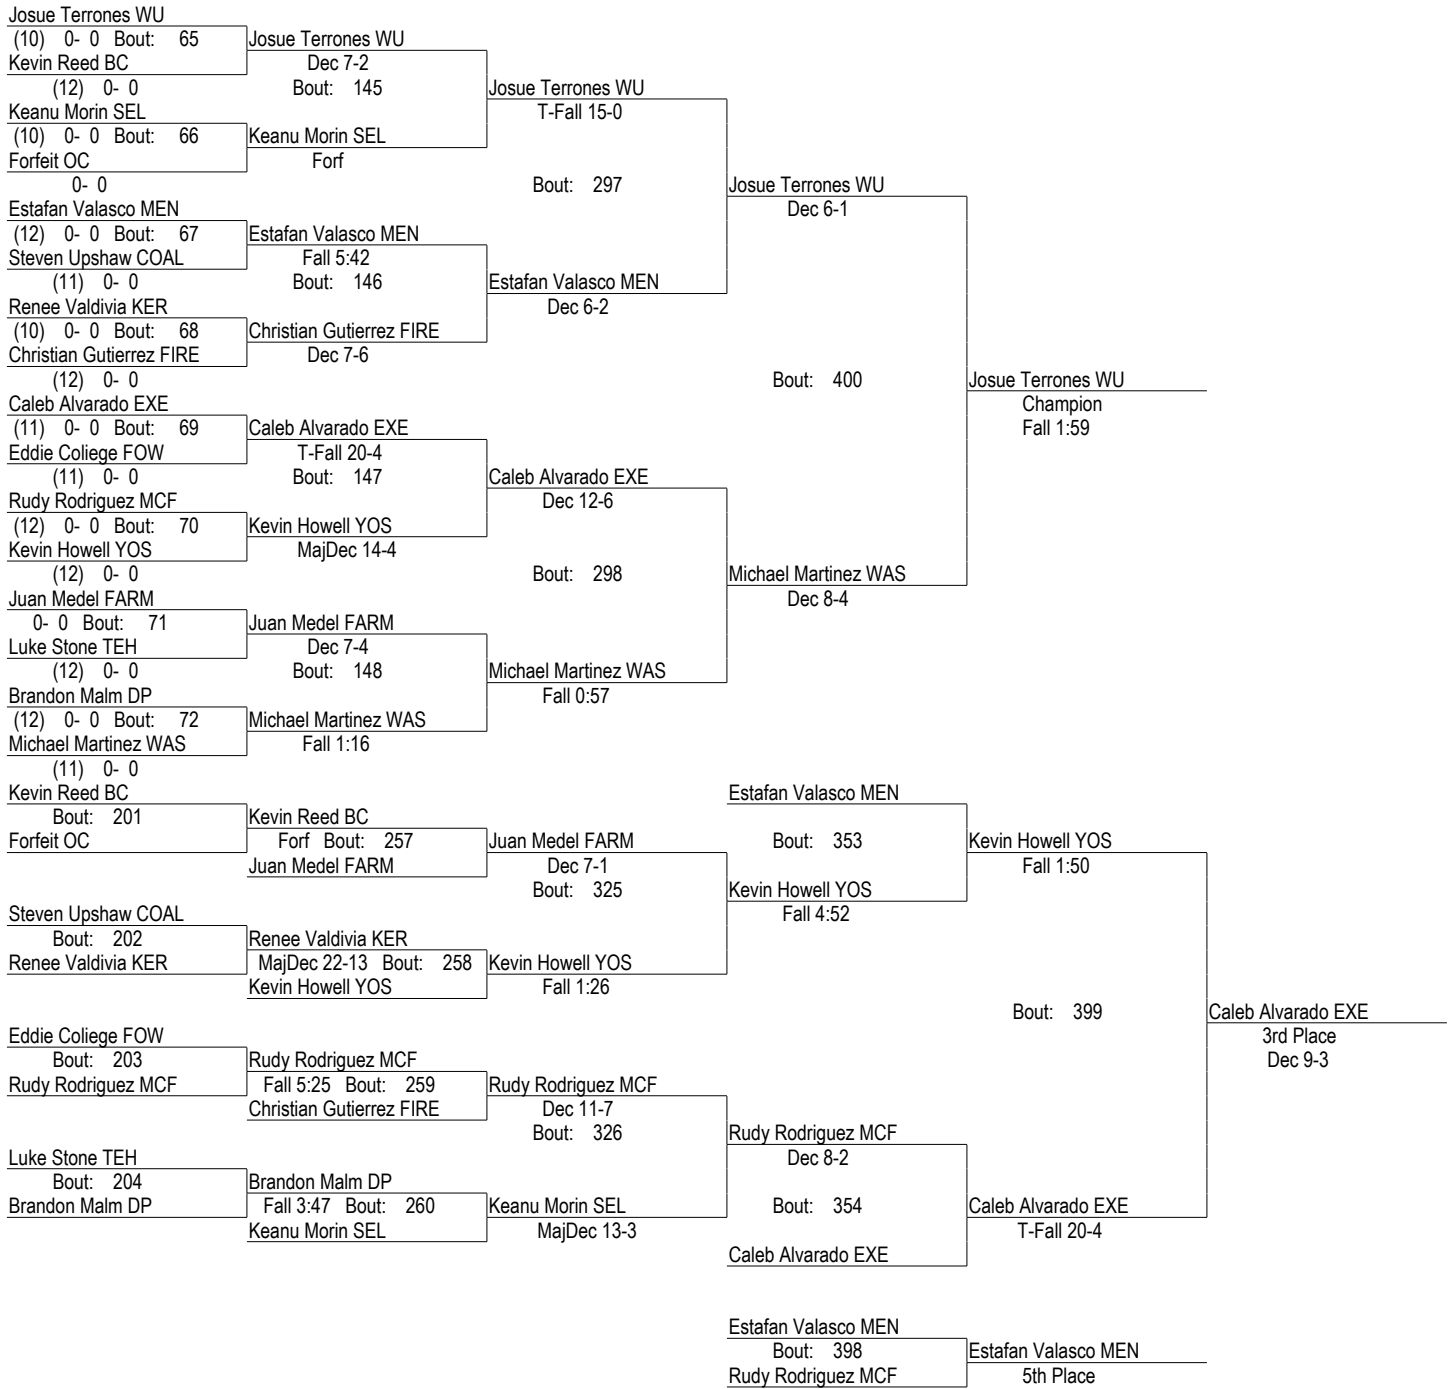 Josue Terrones WU
(10) 0- 0 Bout: 65 Josue Terrones WU
Kevin Reed BC Dec 7-2
(12) 0- 0 Bout: 145 Josue Terrones WU
Keanu Morin SEL T-Fall 15-0
(10) 0- 0 Bout: 66 Keanu Morin SEL
Forfeit OC Forf
0- 0 Bout: 297 Josue Terrones WU
Estafan Valasco MEN Dec 6-1
(12) 0- 0 Bout: 67 Estafan Valasco MEN
Steven Upshaw COAL Fall 5:42
(11) 0- 0 Bout: 146 Estafan Valasco MEN
Renee Valdivia KER Dec 6-2
(10) 0- 0 Bout: 68 Christian Gutierrez FIRE
Christian Gutierrez FIRE Dec 7-6
(12) 0- 0 Bout: 400 Josue Terrones WU
Caleb Alvarado EXE Champion
(11) 0- 0 Bout: 69 Caleb Alvarado EXE Fall 1:59
Eddie Coliege FOW T-Fall 20-4
(11) 0- 0 Bout: 147 Caleb Alvarado EXE
Rudy Rodriguez MCF Dec 12-6
(12) 0- 0 Bout: 70 Kevin Howell YOS
Kevin Howell YOS MajDec 14-4
(12) 0- 0 Bout: 298 Michael Martinez WAS
Juan Medel FARM Dec 8-4
0- 0 Bout: 71 Juan Medel FARM
Luke Stone TEH Dec 7-4
(12) 0- 0 Bout: 148 Michael Martinez WAS
Brandon Malm DP Fall 0:57
(12) 0- 0 Bout: 72 Michael Martinez WAS
Michael Martinez WAS Fall 1:16
(11) 0- 0
Kevin Reed BC Estafan Valasco MEN
Bout: 201 Kevin Reed BC
Forfeit OC Forf Bout: 257 Juan Medel FARM Bout: 353 Kevin Howell YOS
Juan Medel FARM Dec 7-1 Fall 1:50
Bout: 325 Kevin Howell YOS
Steven Upshaw COAL Fall 4:52
Bout: 202 Renee Valdivia KER
Renee Valdivia KER MajDec 22-13 Bout: 258 Kevin Howell YOS
Kevin Howell YOS Fall 1:26
Bout: 399 Caleb Alvarado EXE
Eddie Coliege FOW 3rd Place
Bout: 203 Rudy Rodriguez MCF Dec 9-3
Rudy Rodriguez MCF Fall 5:25 Bout: 259 Rudy Rodriguez MCF
Christian Gutierrez FIRE Dec 11-7
Bout: 326 Rudy Rodriguez MCF
Luke Stone TEH Dec 8-2
Bout: 204 Brandon Malm DP
Brandon Malm DP Fall 3:47 Bout: 260 Keanu Morin SEL Bout: 354 Caleb Alvarado EXE
Keanu Morin SEL MajDec 13-3 T-Fall 20-4
Caleb Alvarado EXE
Estafan Valasco MEN
Bout: 398 Estafan Valasco MEN
Rudy Rodriguez MCF 5th Place